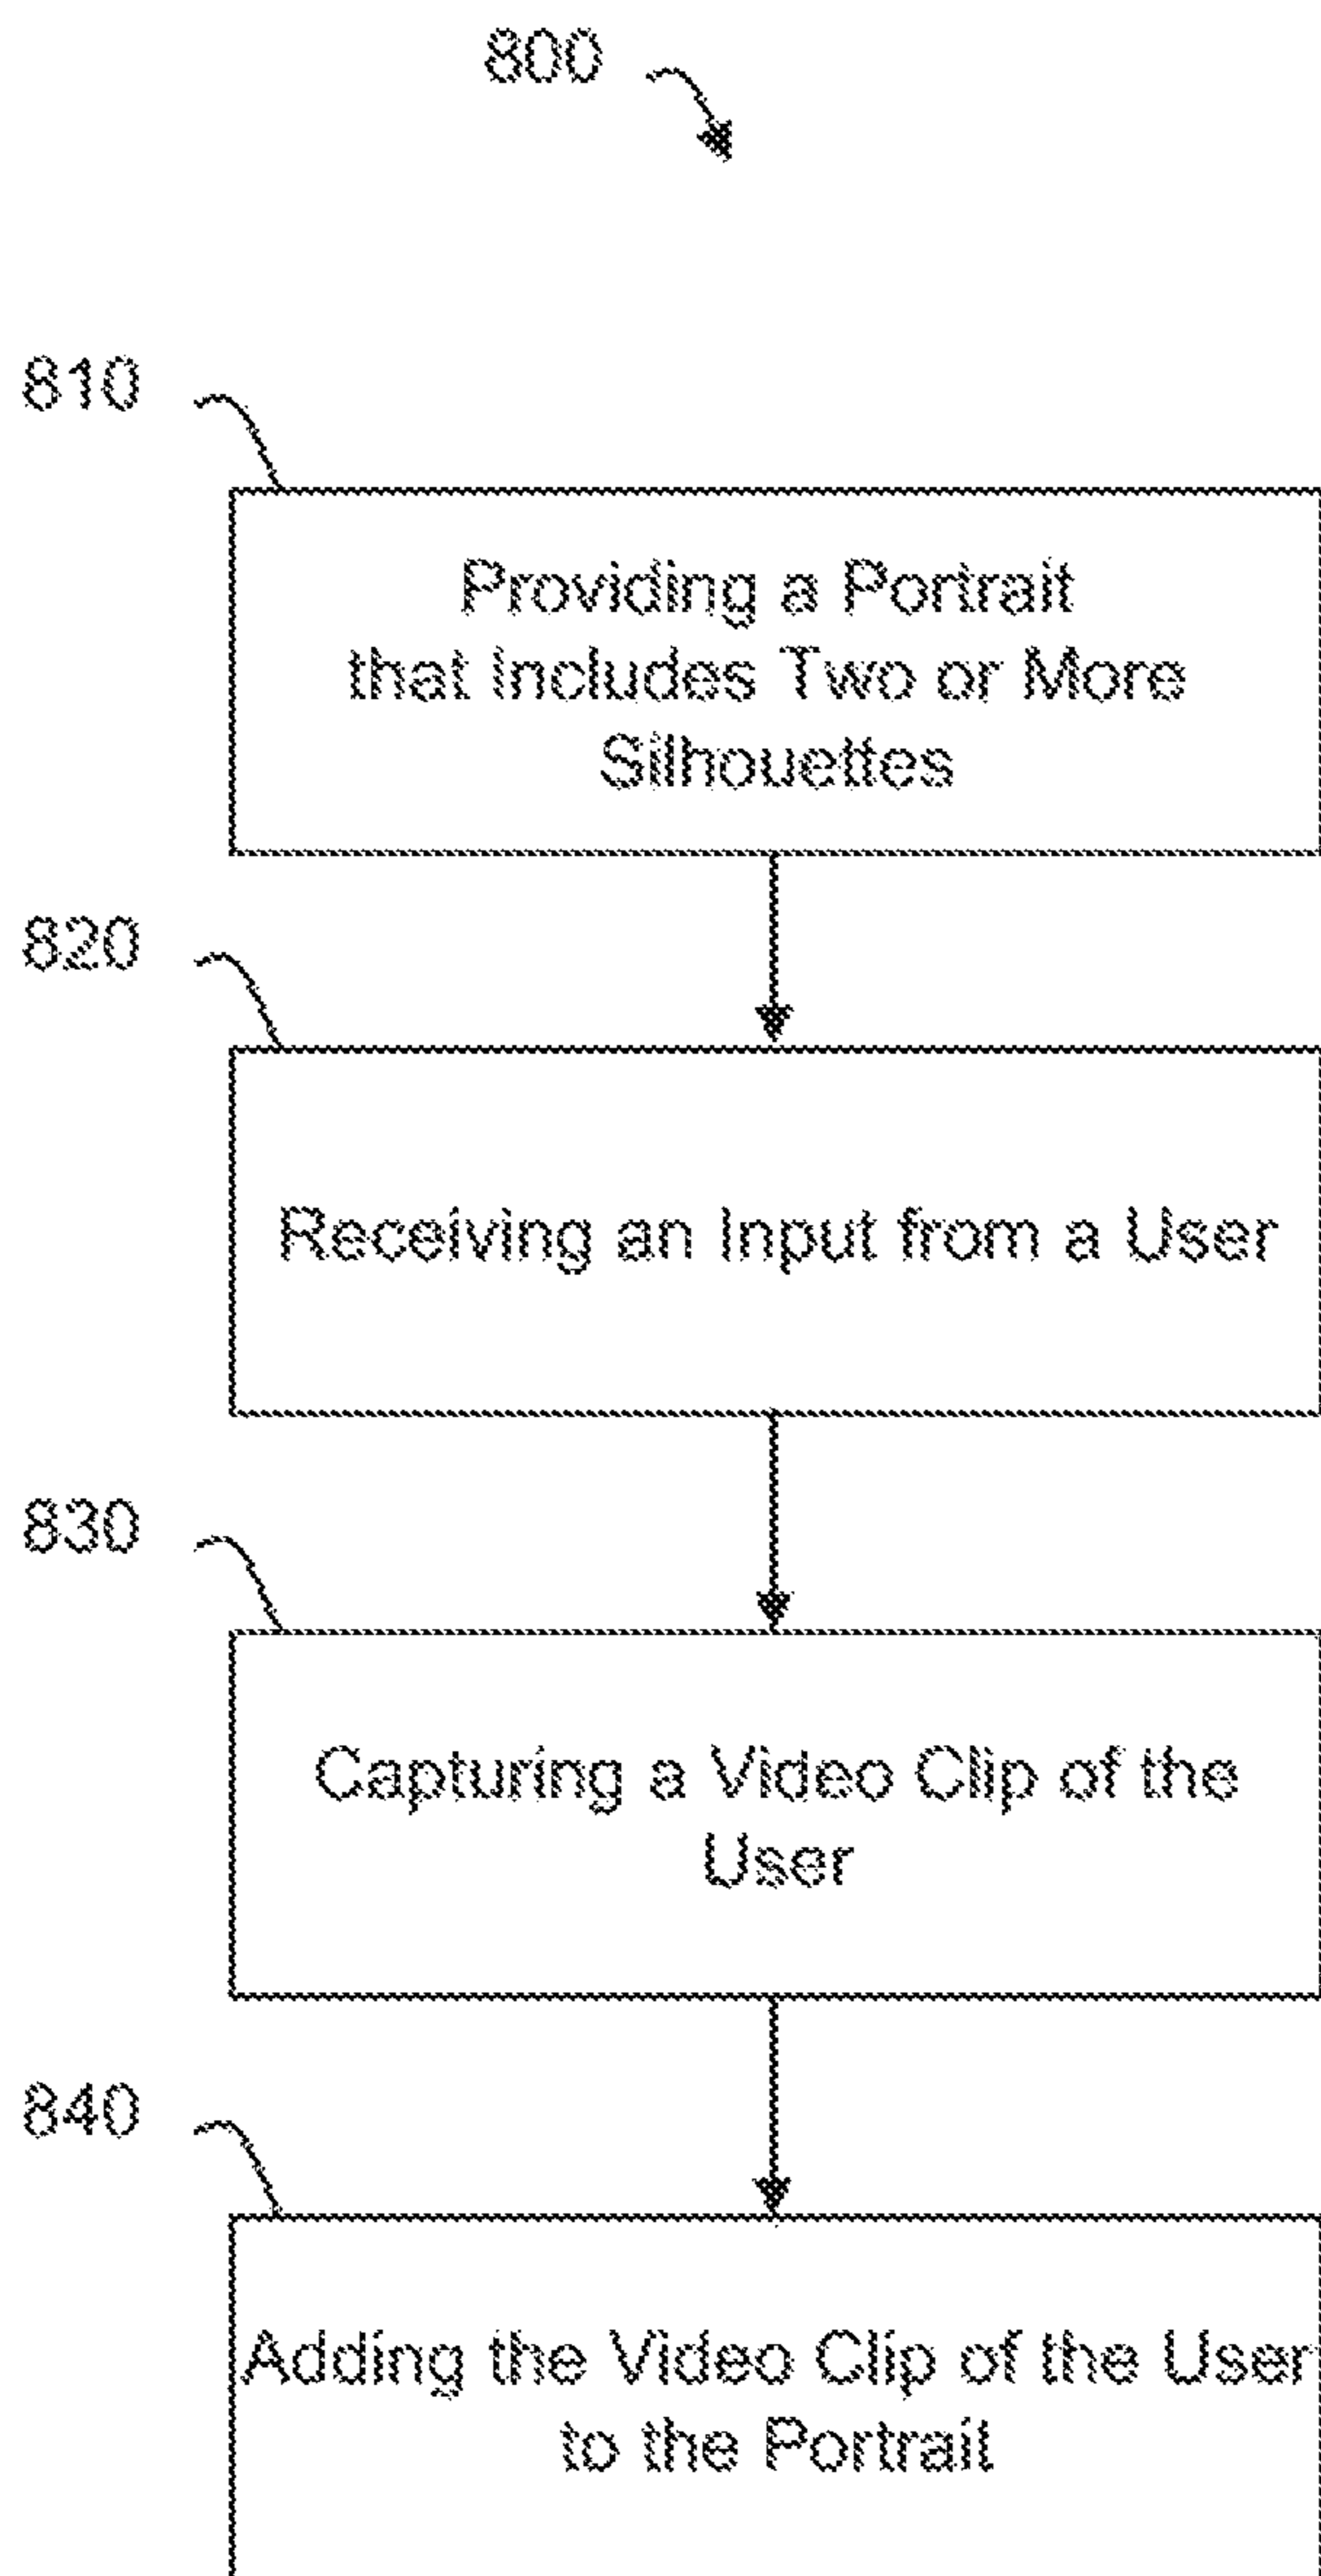 800
810
Providing a Portrait
that Includes Two or More
Silhouettes
820
Receiving an Input from a User
830
Capturing a Video Clip of the
User
840
Adding the Video Clip of the User
to the Portrait